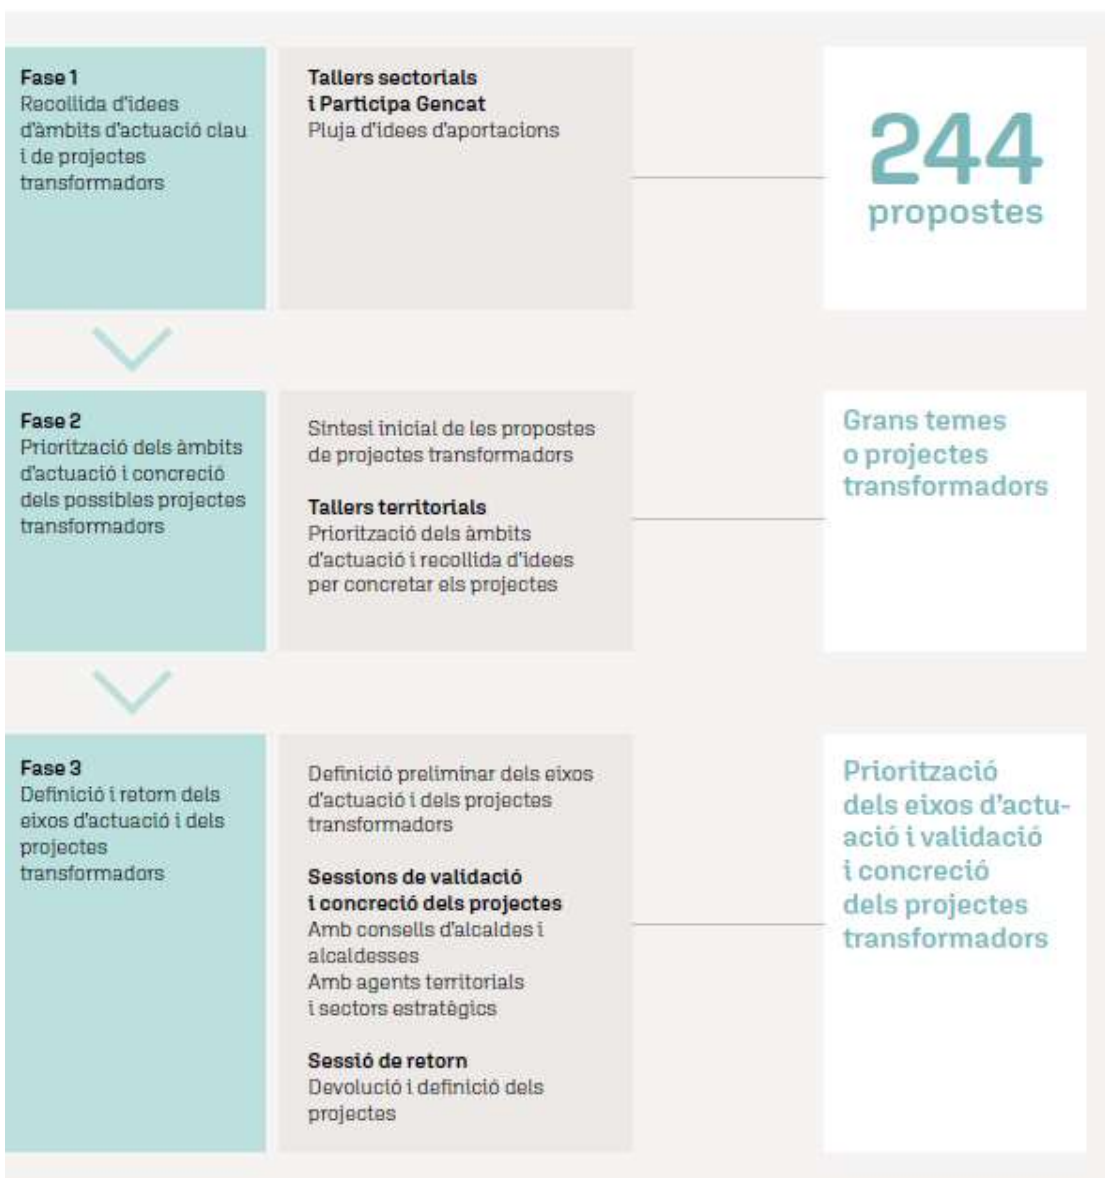 Fase 1
Recollida d'idees
d'àmbits d'actuació clau
i de projectes
transformadors
Tallers sectorials
i Participa Gencat
Pluja d'idees d'aportacions
244
propostes
Fase 2
Priorització dels àmbits
d'actuació i concreció
dels possibles projectes
transformadors
Síntesi inicial de les propostes
de projectes transformadors
Tallers territorials
Priorització dels àmbits
d'actuació i recollida d'idees
per concretar els projectes
Grans temes
o projectes
transformadors
Fase 3
Definició i retorn dels
eixos d'actuació i dels
projectes
transformadors
Definició preliminar dels eixos
d'actuació i dels projectes
transformadors
Sessions de validació
i concreció dels projectes
Amb consells d'alcaldes i
alcaldesses
Amb agents territorials
i sectors estratègics
Sessió de retorn
Devolució i definició dels
projectes
Priorització
dels eixos d'actu-
ació i validació
i concreció
dels projectes
transformadors